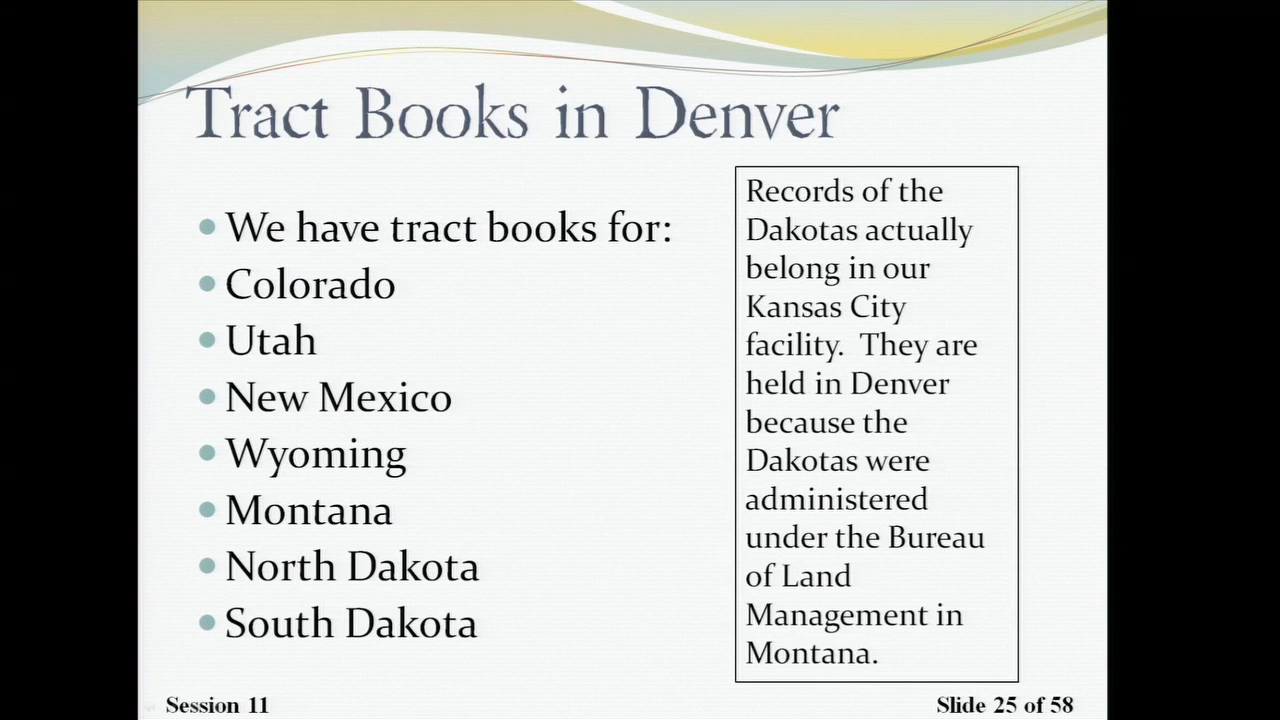 Tract Books in Denver
We have tract books for:
Colorado
Utah
New Mexico
Wyoming
Montana
North Dakota
South Dakota
Records of the
Dakotas actually
belong in our
Kansas City
facility.  They are
held in Denver
because the
Dakotas were
administered
under the Bureau
of Land
Management in
Montana.
Session 11
Slide 25 of 58